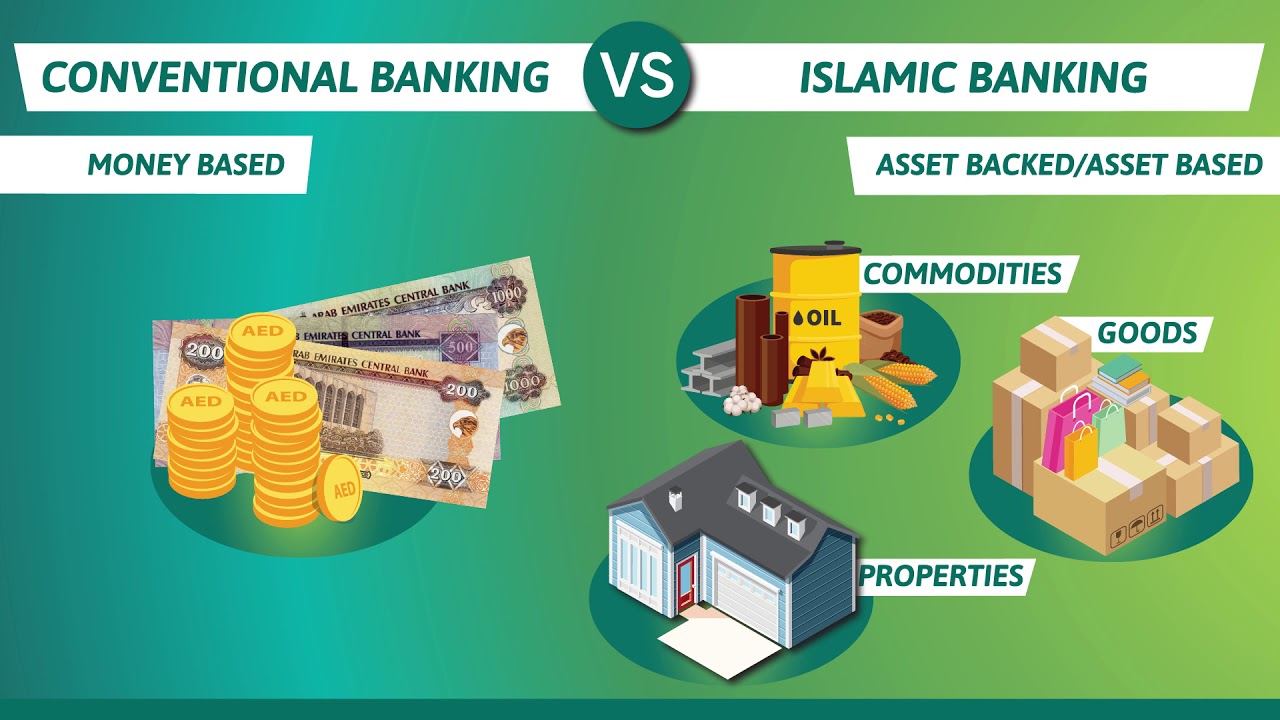 CONVENTIONAL BANKING
VS
ISLAMIC BANKING
MONEY BASED
ASSET BACKED/ASSET BASED
COMMODITIES
OIL
GOODS
PROPERTIES
ARAB EMIRATES CENTRAL BANK
1000
EMIRATES CENTRAL BANK
500
ARAB EMIRATES CENTRAL BANK
200
200
1000
200
AED
AED
AED
AED